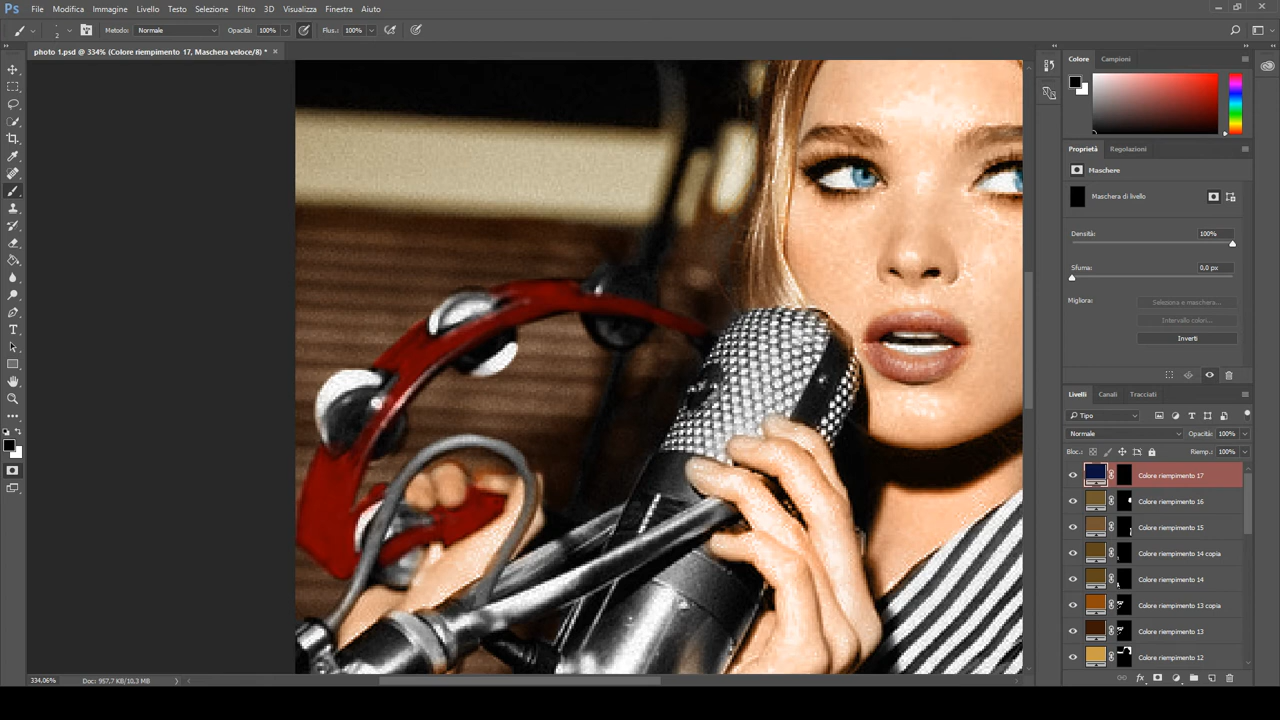 Ps File Modifica Immagine Livello Testo Selezione Filtro 3D Visualizza Finestra Aiuto
2 Metodo: Normale Opacità: 100% Flus.: 100%
photo 1.psd @ 334% (Colore riempimento 17, Maschera veloce/8) *
Colore Campioni
Proprietà Regolazioni
Maschere
Maschera di livello
Densità: 100%
Sfuma: 0,0 px
Migliora: Seleziona e maschera...
Intervallo colori...
Inverti
Livelli Canali Tracciati
Tipo
Normale Opacità: 100%
Bloc.: Riemp.: 100%
Colore riempimento 17
Colore riempimento 16
Colore riempimento 15
Colore riempimento 14 copia
Colore riempimento 14
Colore riempimento 13 copia
Colore riempimento 13
Colore riempimento 12
334,06% Doc: 957,7 KB/10,3 MB